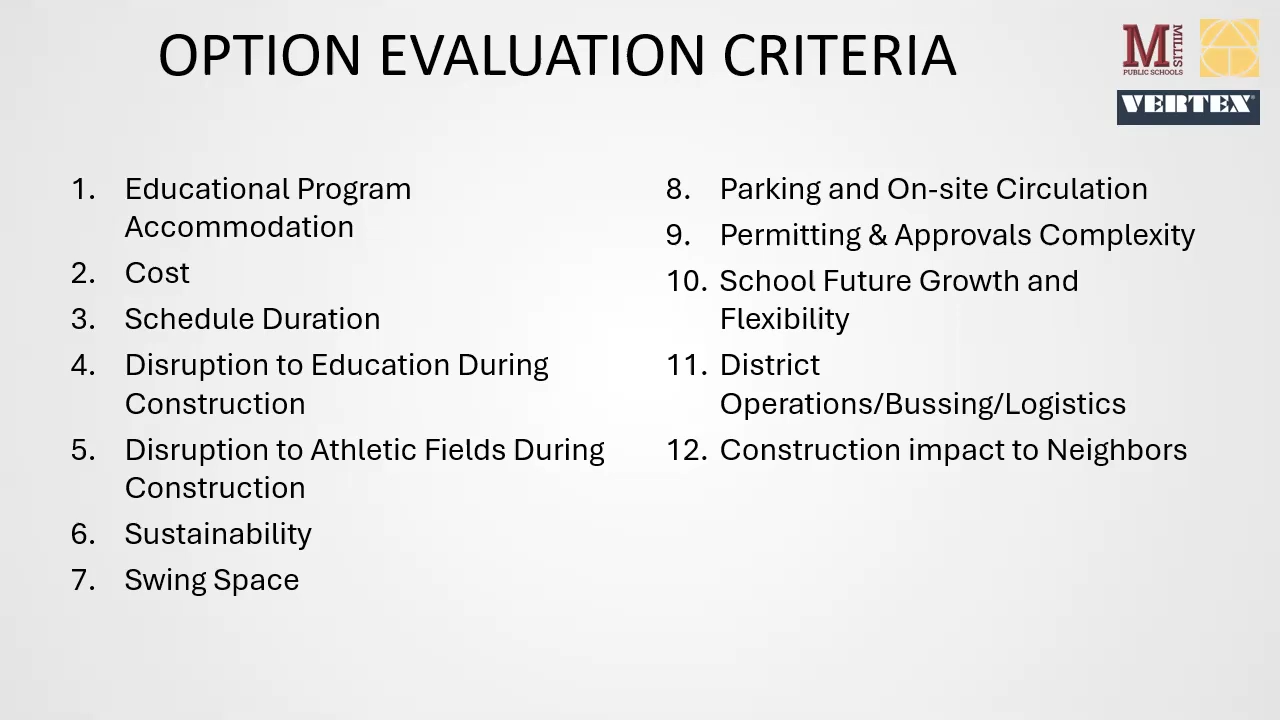 OPTION EVALUATION CRITERIA
M MILLIS
PUBLIC SCHOOLS
VERTEX
1. Educational Program
Accommodation
2. Cost
3. Schedule Duration
4. Disruption to Education During
Construction
5. Disruption to Athletic Fields During
Construction
6. Sustainability
7. Swing Space
8. Parking and On-site Circulation
9. Permitting & Approvals Complexity
10. School Future Growth and
Flexibility
11. District
Operations/Bussing/Logistics
12. Construction impact to Neighbors